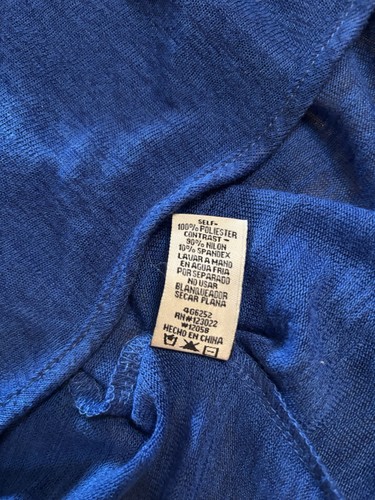 SELF-
100% POLIESTER
CONTRAST-
90% NILON
10% SPANDEX
LAVAR A MANO
EN AGUA FRIA
POR SEPARADO
NO USAR
BLANQUEADOR
SECAR PLANA
4G6252
RN#123022
#12058
HECHO EN CHINA